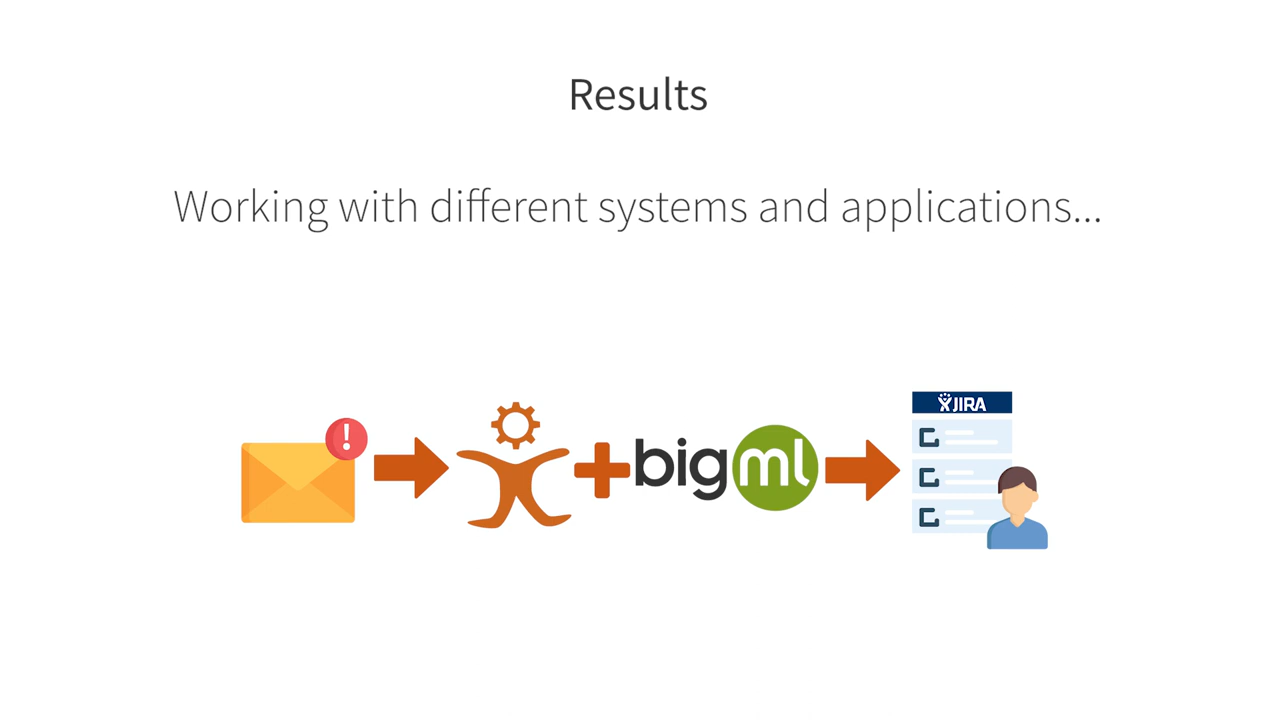 Results
Working with different systems and applications...
!
bigml
JIRA